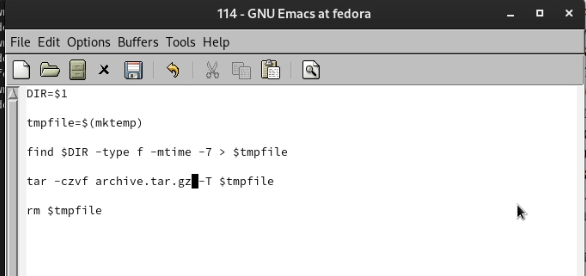 114 - GNU Emacs at fedora
File Edit Options Buffers Tools Help
DIR=$1
tmpfile=$(mktemp)
find $DIR -type f -mtime -7 > $tmpfile
tar -czvf archive.tar.gz -T $tmpfile
rm $tmpfile